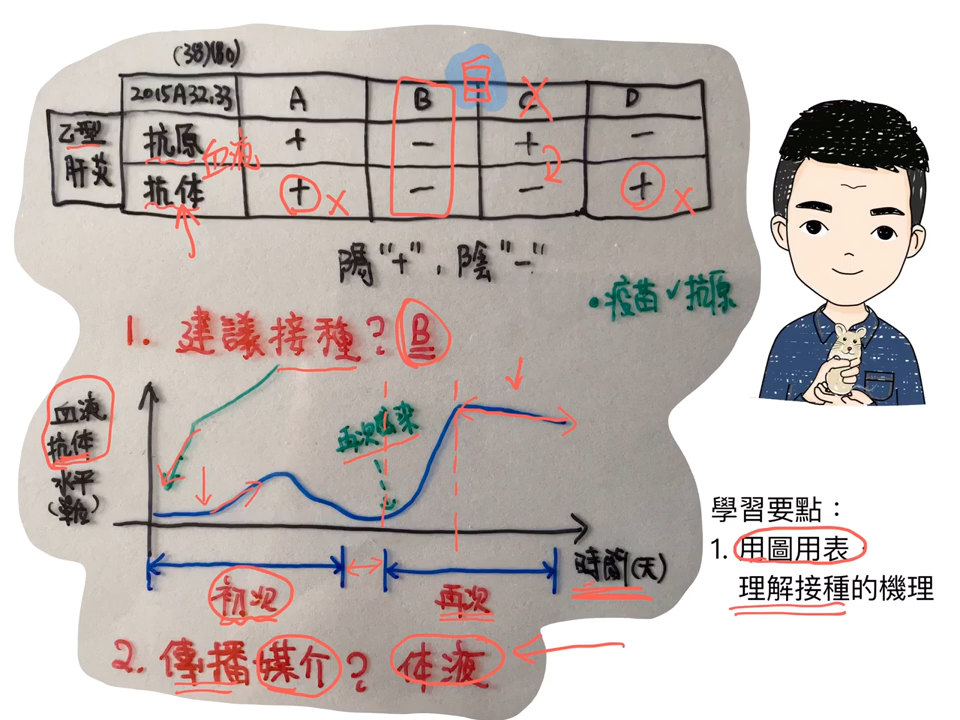 (38)(80)
自
2015A32,33 A B C D
乙型
肝炎
抗原 + − + −
血液
抗体 + − − +
陽"+"，陰"−"
•疫苗✓抗原
1. 建議接種？B
血液
抗体
水平
再次感染
時間(天)
初次
再次
2. 傳播媒介？体液
學習要點：
1. 用圖用表，
理解接種的機理